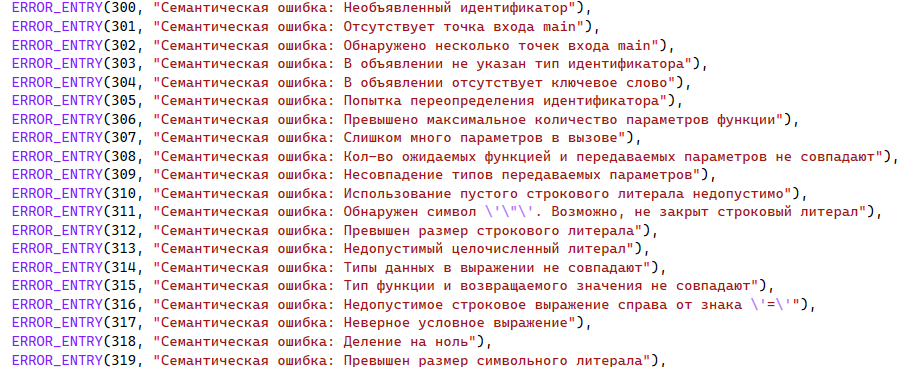 ERROR_ENTRY(300, "Семантическая ошибка: Необъявленный идентификатор"),
ERROR_ENTRY(301, "Семантическая ошибка: Отсутствует точка входа main"),
ERROR_ENTRY(302, "Семантическая ошибка: Обнаружено несколько точек входа main"),
ERROR_ENTRY(303, "Семантическая ошибка: В объявлении не указан тип идентификатора"),
ERROR_ENTRY(304, "Семантическая ошибка: В объявлении отсутствует ключевое слово"),
ERROR_ENTRY(305, "Семантическая ошибка: Попытка переопределения идентификатора"),
ERROR_ENTRY(306, "Семантическая ошибка: Превышено максимальное количество параметров функции"),
ERROR_ENTRY(307, "Семантическая ошибка: Слишком много параметров в вызове"),
ERROR_ENTRY(308, "Семантическая ошибка: Кол-во ожидаемых функцией и передаваемых параметров не совпадают"),
ERROR_ENTRY(309, "Семантическая ошибка: Несовпадение типов передаваемых параметров"),
ERROR_ENTRY(310, "Семантическая ошибка: Использование пустого строкового литерала недопустимо"),
ERROR_ENTRY(311, "Семантическая ошибка: Обнаружен символ \'\"\'. Возможно, не закрыт строковый литерал"),
ERROR_ENTRY(312, "Семантическая ошибка: Превышен размер строкового литерала"),
ERROR_ENTRY(313, "Семантическая ошибка: Недопустимый целочисленный литерал"),
ERROR_ENTRY(314, "Семантическая ошибка: Типы данных в выражении не совпадают"),
ERROR_ENTRY(315, "Семантическая ошибка: Тип функции и возвращаемого значения не совпадают"),
ERROR_ENTRY(316, "Семантическая ошибка: Недопустимое строковое выражение справа от знака \'=\'"),
ERROR_ENTRY(317, "Семантическая ошибка: Неверное условное выражение"),
ERROR_ENTRY(318, "Семантическая ошибка: Деление на ноль"),
ERROR_ENTRY(319, "Семантическая ошибка: Превышен размер символьного литерала"),